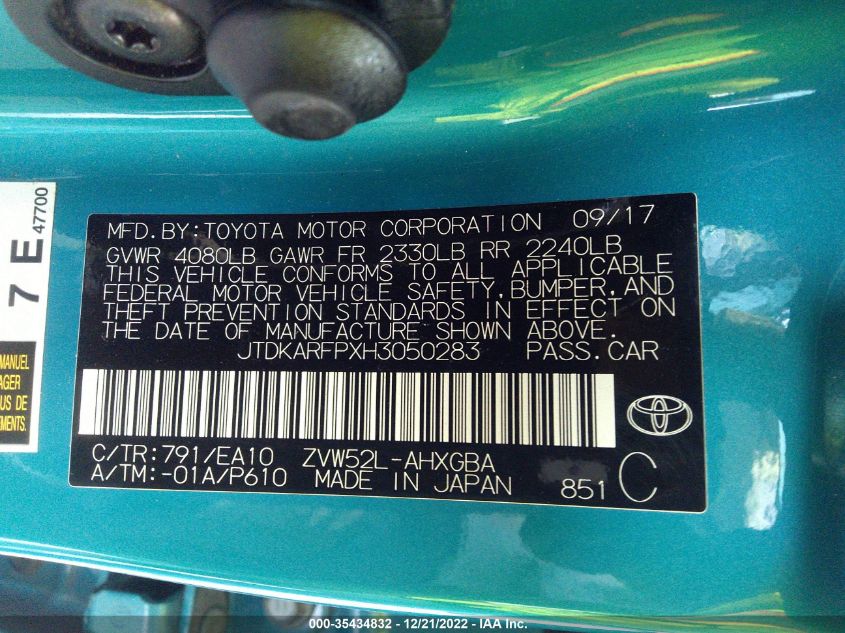 47700
7 E
MANUEL
AGER
US DE
EMENTS.
MFD.BY:TOYOTA MOTOR CORPORATION 09/17
GVWR 4080LB GAWR FR 2330LB RR 2240LB
THIS VEHICLE CONFORMS TO ALL APPLICABLE
FEDERAL MOTOR VEHICLE SAFETY,BUMPER,AND
THEFT PREVENTION STANDARDS IN EFFECT ON
THE DATE OF MANUFACTURE SHOWN ABOVE.
JTDKARFPXH3050283 PASS.CAR
C/TR:791/EA10 ZVW52L-AHXGBA
A/TM:-01A/P610 MADE IN JAPAN 851 C
000-35434832 - 12/21/2022 - IAA Inc.